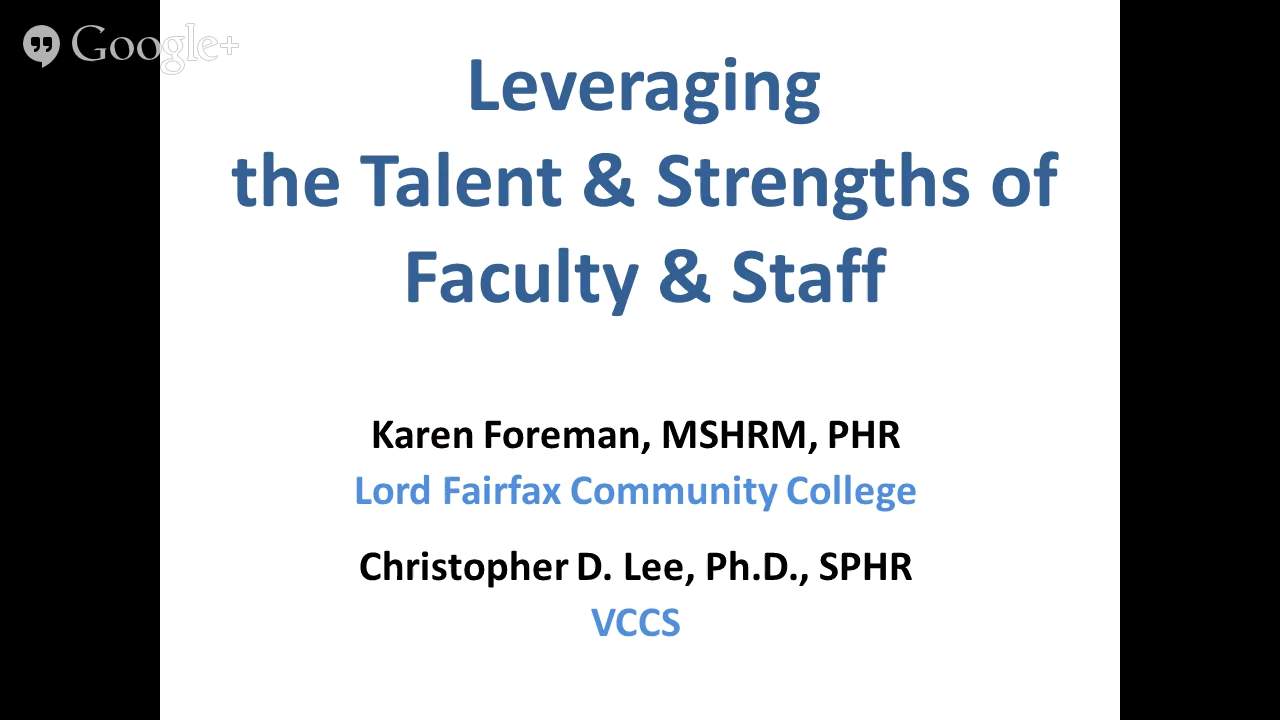 Google+
Leveraging
the Talent & Strengths of
Faculty & Staff
Karen Foreman, MSHRM, PHR
Lord Fairfax Community College
Christopher D. Lee, Ph.D., SPHR
VCCS